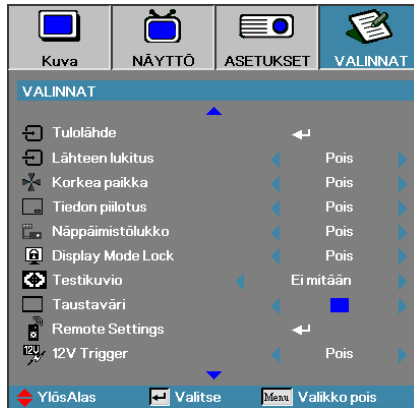 Kuva NÄYTTÖ ASETUKSET VALINNAT
VALINNAT
Tulolähde
Lähteen lukitus Pois
Korkea paikka Pois
Tiedon piilotus Pois
Näppäimistölukko Pois
Display Mode Lock Pois
Testikuvio Ei mitään
Taustaväri
Remote Settings
12V 12V Trigger Pois
YlösAlas Valitse Menu Valikko pois